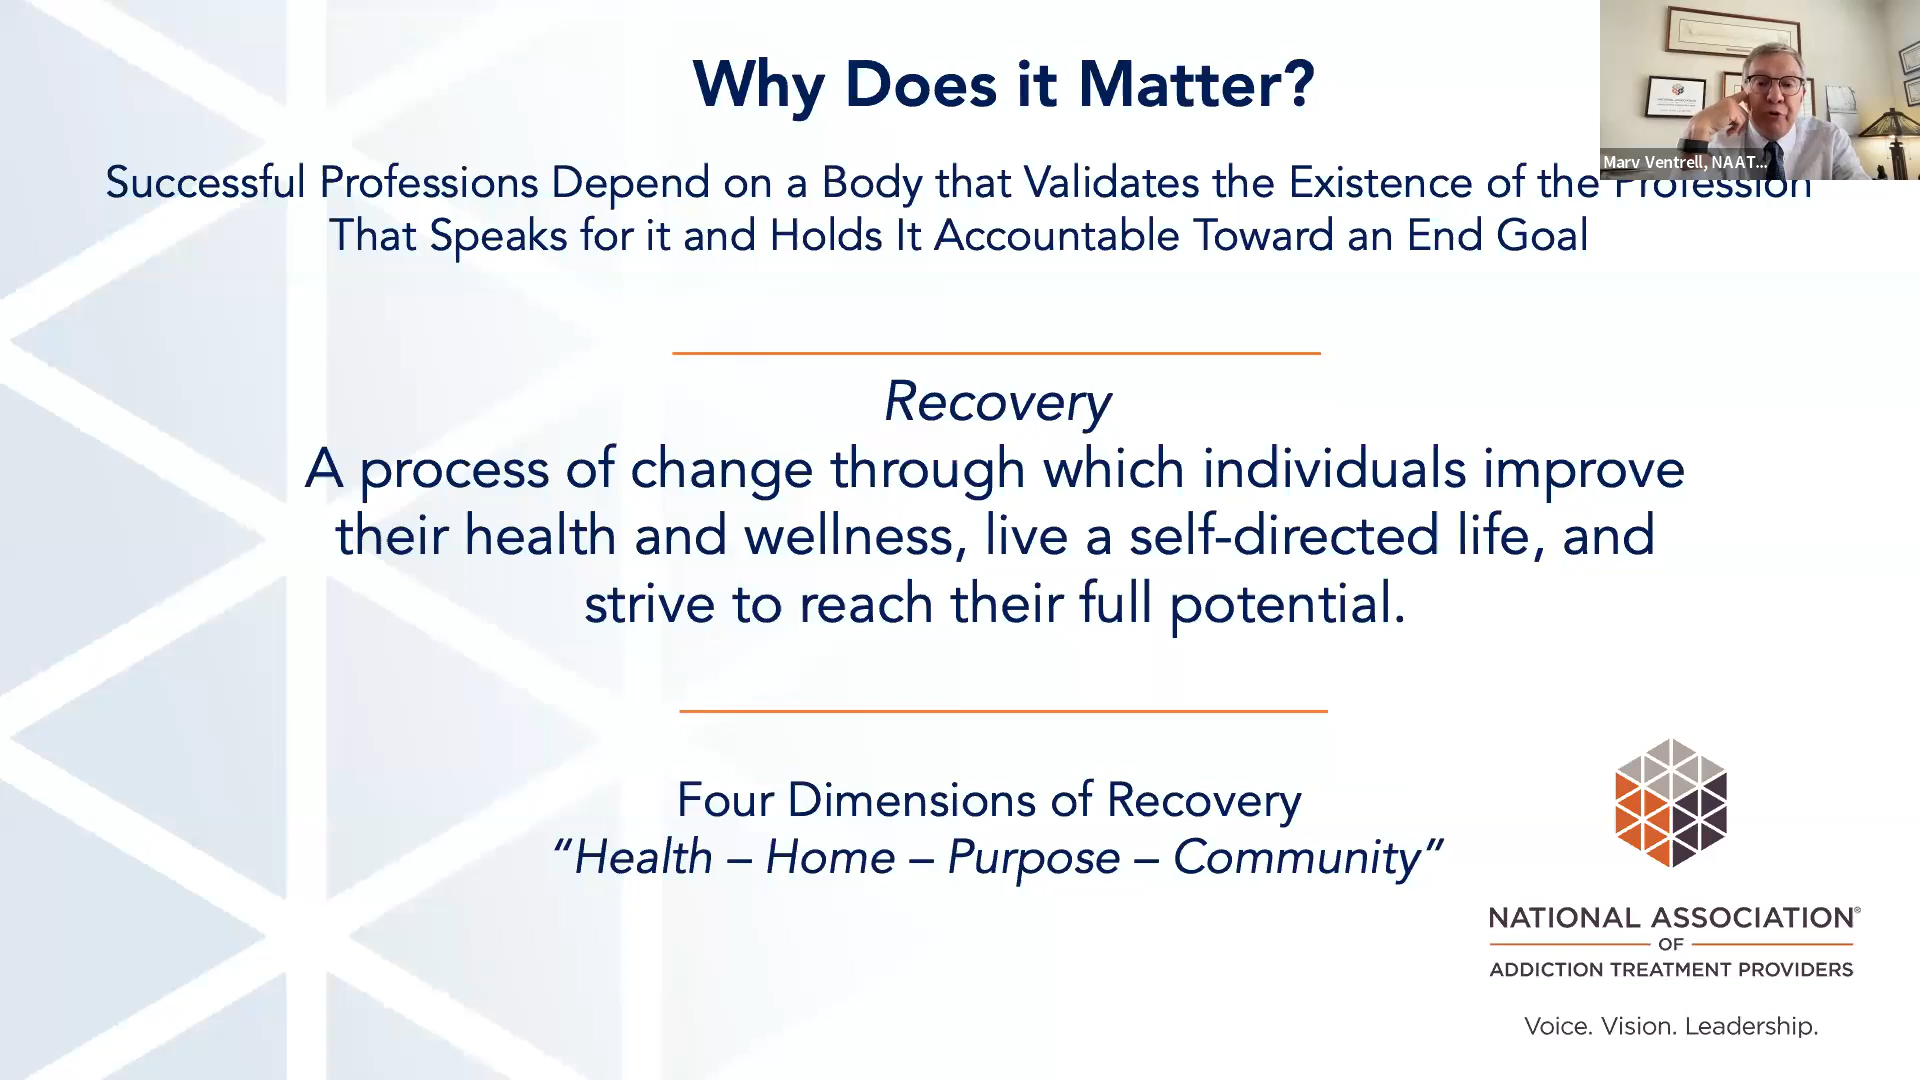 Why Does it Matter?
Successful Professions Depend on a Body that Validates the Existence of the Profession
That Speaks for it and Holds It Accountable Toward an End Goal
Marv Ventrell, NAAT...
Recovery
A process of change through which individuals improve
their health and wellness, live a self-directed life, and
strive to reach their full potential.
Four Dimensions of Recovery
“Health – Home – Purpose – Community”
NATIONAL ASSOCIATION®
OF
ADDICTION TREATMENT PROVIDERS
Voice. Vision. Leadership.